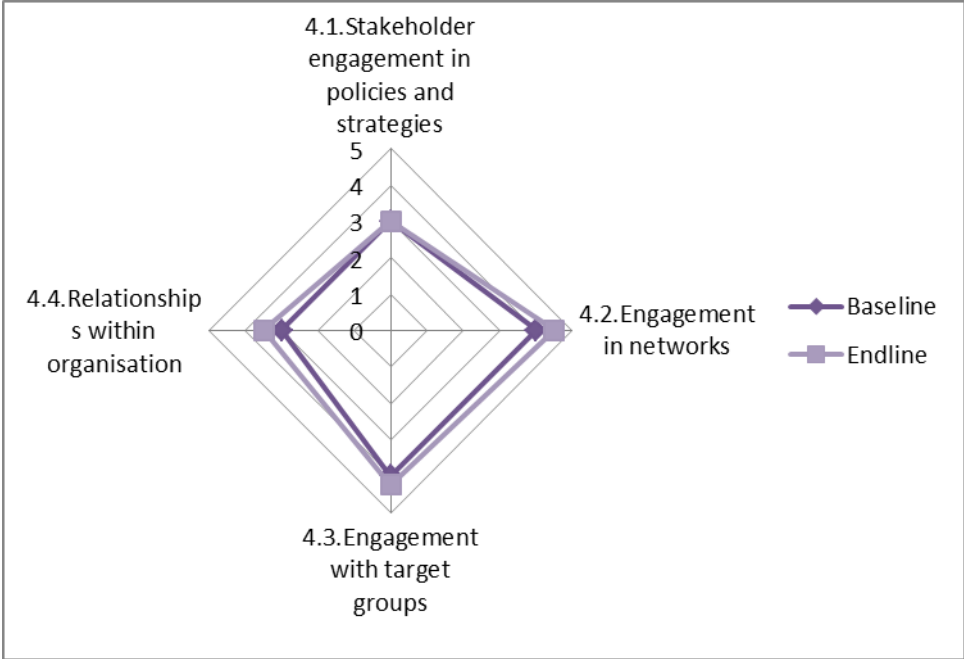 4.1.Stakeholder
engagement in
policies and
strategies
5
4
3
2
1
0
4.4.Relationship
s within
organisation
4.2.Engagement
in networks
4.3.Engagement
with target
groups
Baseline
Endline